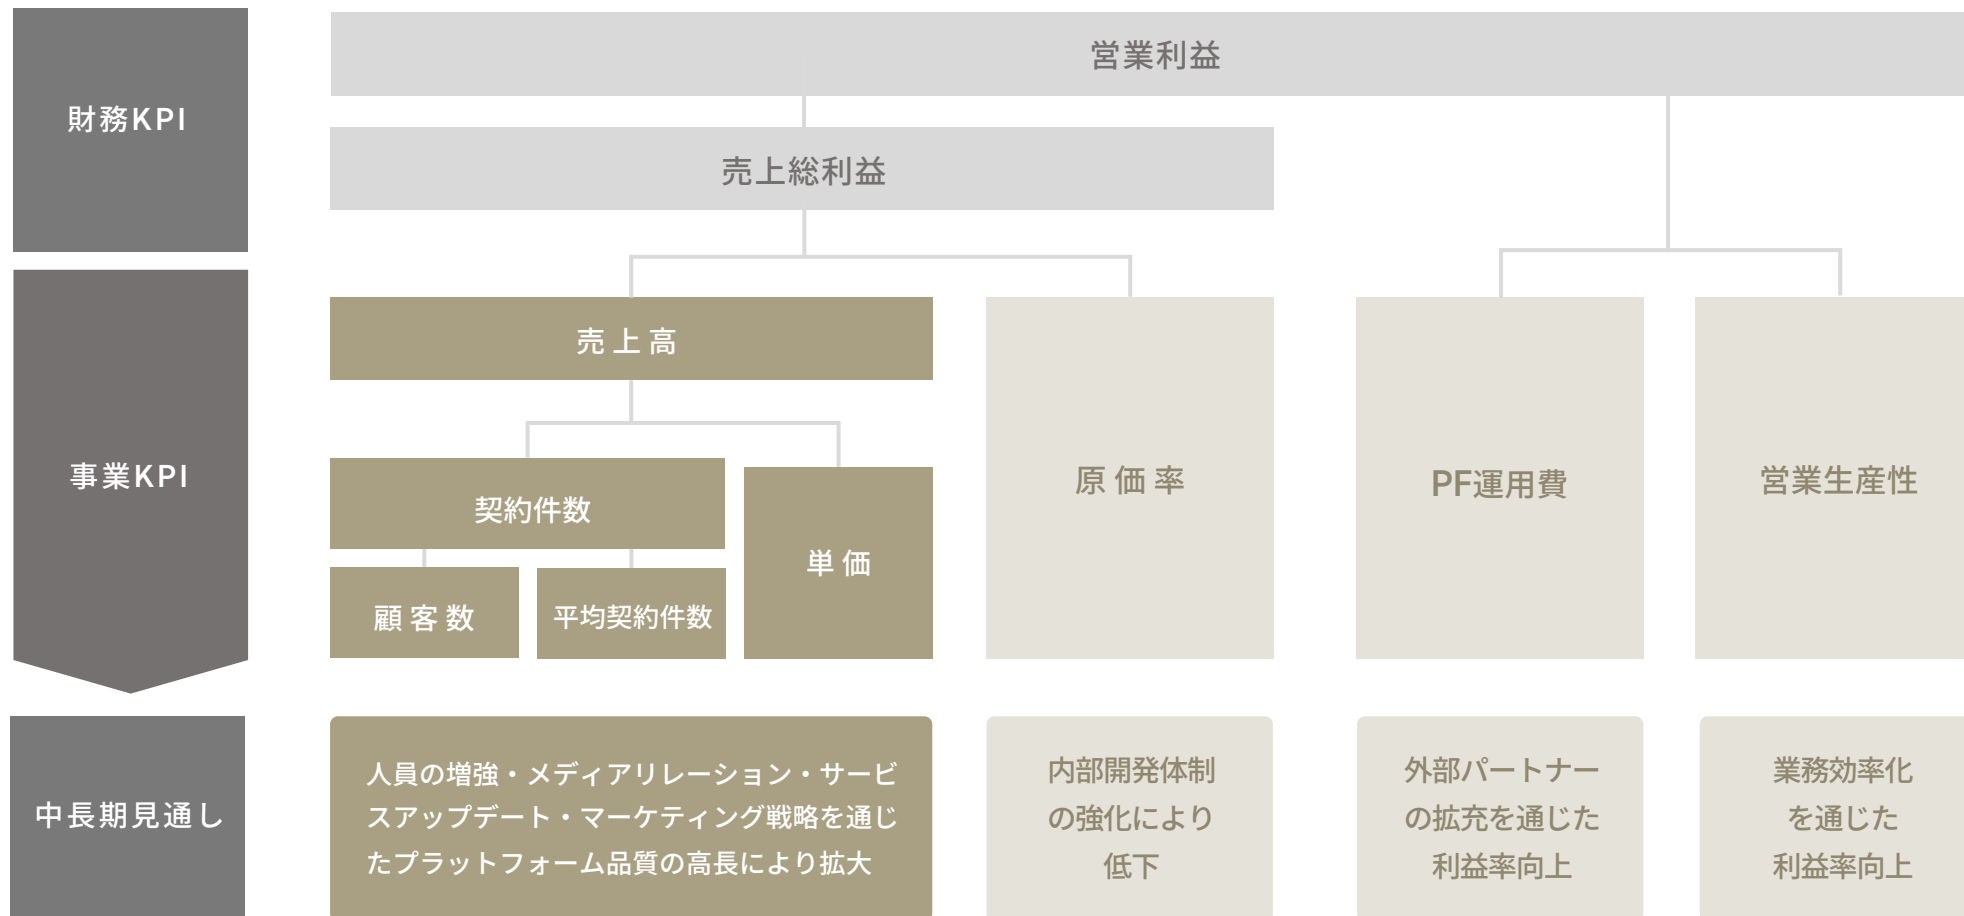 財務KPI
営業利益
売上総利益
事業KPI
売上高
原価率
PF運用費
営業生産性
契約件数
単価
顧客数
平均契約件数
中長期見通し
人員の増強・メディアリレーション・サービ
スアップデート・マーケティング戦略を通じ
たプラットフォーム品質の高長により拡大
内部開発体制
の強化により
低下
外部パートナー
の拡充を通じた
利益率向上
業務効率化
を通じた
利益率向上